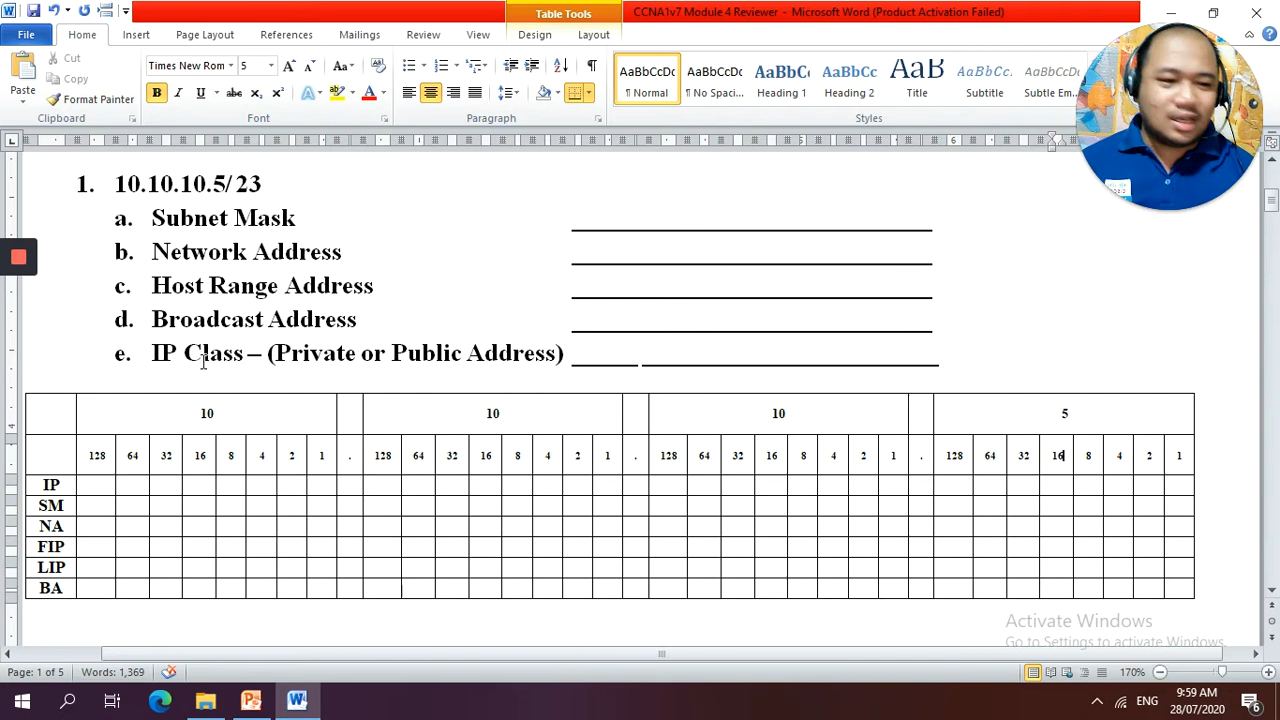 Table Tools
CCNA1v7 Module 4 Reviewer - Microsoft Word (Product Activation Failed)
File Home Insert Page Layout References Mailings Review View Design Layout
Paste
Cut
Copy
Format Painter
Clipboard
Times New Rom 5
B I U abc x₂ x²
Font
Paragraph
AaBbCcDc AaBbCcDc AaBbCc AaBbCc AaB AaBbCcI AaBbCcDc
¶ Normal ¶ No Spaci... Heading 1 Heading 2 Title Subtitle Subtle Em...
Styles
1. 10.10.10.5/23
a. Subnet Mask
b. Network Address
c. Host Range Address
d. Broadcast Address
e. IP Class – (Private or Public Address)
10 10 10 5
128 64 32 16 8 4 2 1 . 128 64 32 16 8 4 2 1 . 128 64 32 16 8 4 2 1 . 128 64 32 16 8 4 2 1
IP
SM
NA
FIP
LIP
BA
Activate Windows
Go to Settings to activate Windows.
Page: 1 of 5 Words: 1,369 170%
ENG
9:59 AM
28/07/2020
6